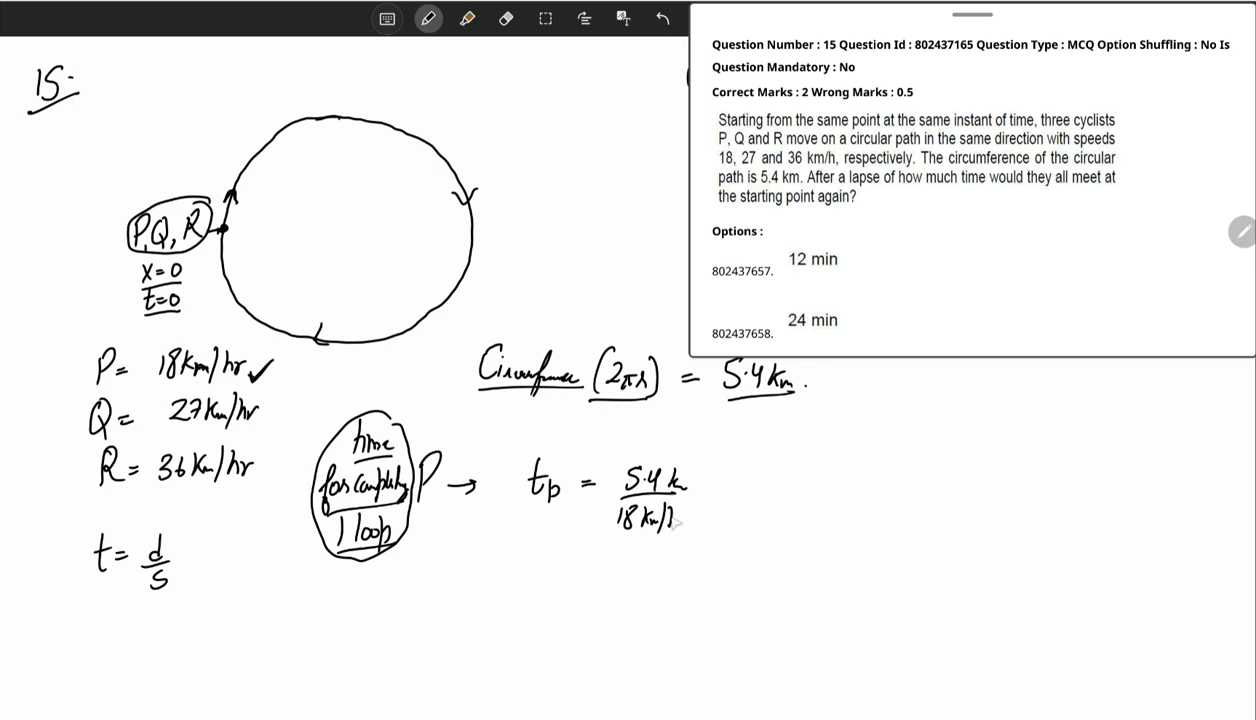 15.
Question Number : 15 Question Id : 802437165 Question Type : MCQ Option Shuffling : No Is
Question Mandatory : No
Correct Marks : 2 Wrong Marks : 0.5
Starting from the same point at the same instant of time, three cyclists
P, Q and R move on a circular path in the same direction with speeds
18, 27 and 36 km/h, respectively. The circumference of the circular
path is 5.4 km. After a lapse of how much time would they all meet at
the starting point again?
Options :
12 min
802437657.
24 min
802437658.
P,Q,R
x=0
t=0
P= 18 Km/hr ✓
Q= 27 Km/hr
R= 36 Km/hr
(2πr) = 5.4 Km.
time
1 loop
P → tp = 5.4 k
18 Km/
t= d
s